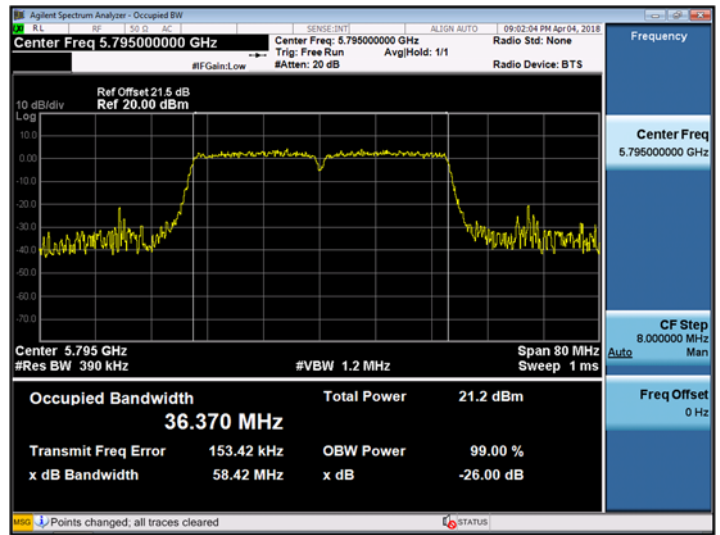 Agilent Spectrum Analyzer - Occupied BW
RL RF 50 Ω AC SENSE:INT ALIGN AUTO 09:02:04 PM Apr 04, 2018
Center Freq 5.795000000 GHz
Center Freq: 5.795000000 GHz
Radio Std: None
Trig: Free Run Avg|Hold: 1/1
#IFGain:Low
#Atten: 20 dB
Radio Device: BTS
Frequency
Ref Offset 21.5 dB
10 dB/div Ref 20.00 dBm
Log
10.0
0.00
-10.0
-20.0
-30.0
-40.0
-50.0
-60.0
-70.0
Center 5.795 GHz
Span 80 MHz
#Res BW 390 kHz
#VBW 1.2 MHz
Sweep 1 ms
Occupied Bandwidth
36.370 MHz
Total Power 21.2 dBm
Transmit Freq Error 153.42 kHz
OBW Power 99.00 %
x dB Bandwidth 58.42 MHz
x dB -26.00 dB
Center Freq
5.795000000 GHz
CF Step
8.000000 MHz
Auto Man
Freq Offset
0 Hz
MSG Points changed; all traces cleared
STATUS